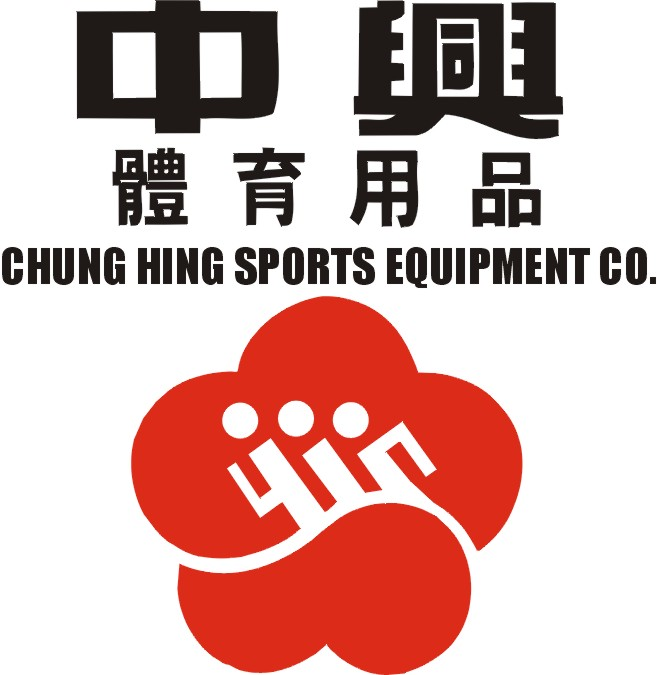 中興
體育用品
CHUNG HING SPORTS EQUIPMENT CO.